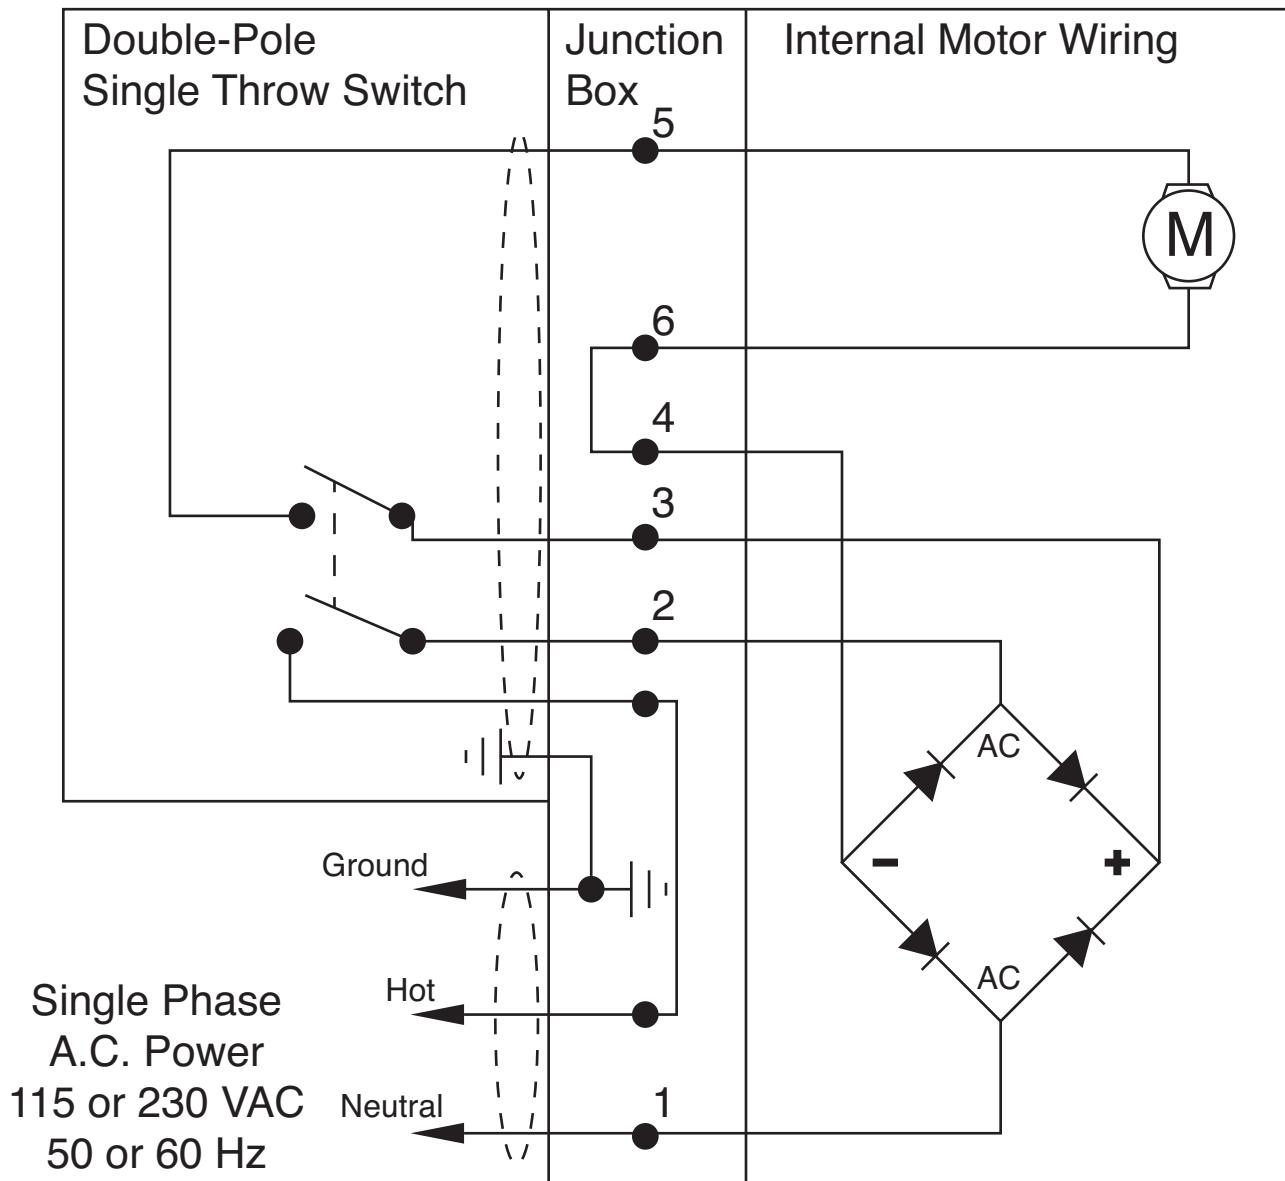 Double-Pole
Single Throw Switch
Junction
Box
Internal Motor Wiring
5
M
6
4
3
2
AC
Ground
- +
AC
Hot
Single Phase
A.C. Power
115 or 230 VAC
50 or 60 Hz
Neutral
1